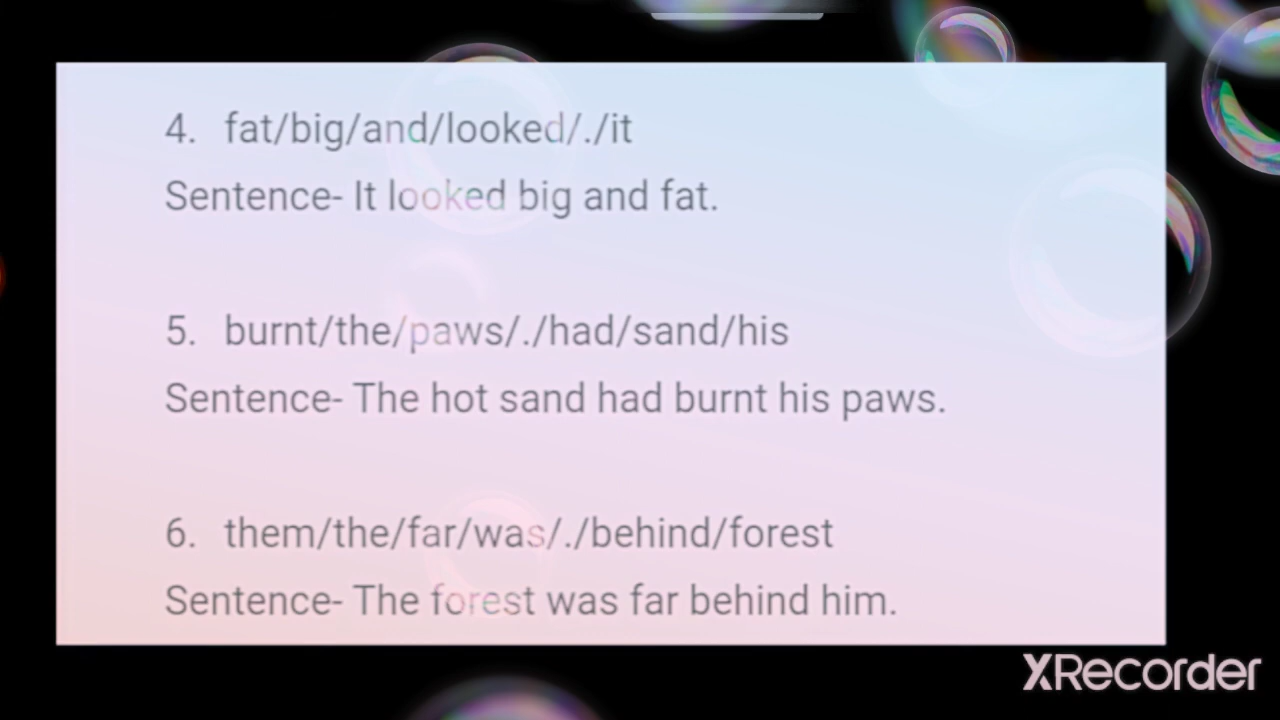 4. fat/big/and/looked/./it
Sentence- It looked big and fat.
5. burnt/the/paws/./had/sand/his
Sentence- The hot sand had burnt his paws.
6. them/the/far/was/./behind/forest
Sentence- The forest was far behind him.
XRecorder